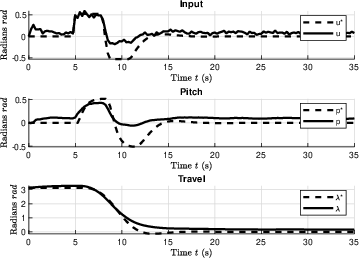 Input
Radians rad
0.5
0
-0.5
u*
u
0 5 10 15 20 25 30 35
Time t (s)
Pitch
Radians rad
0.5
0
-0.5
p*
p
0 5 10 15 20 25 30 35
Time t (s)
Travel
Radians rad
3
2
1
0
λ*
λ
0 5 10 15 20 25 30 35
Time t (s)